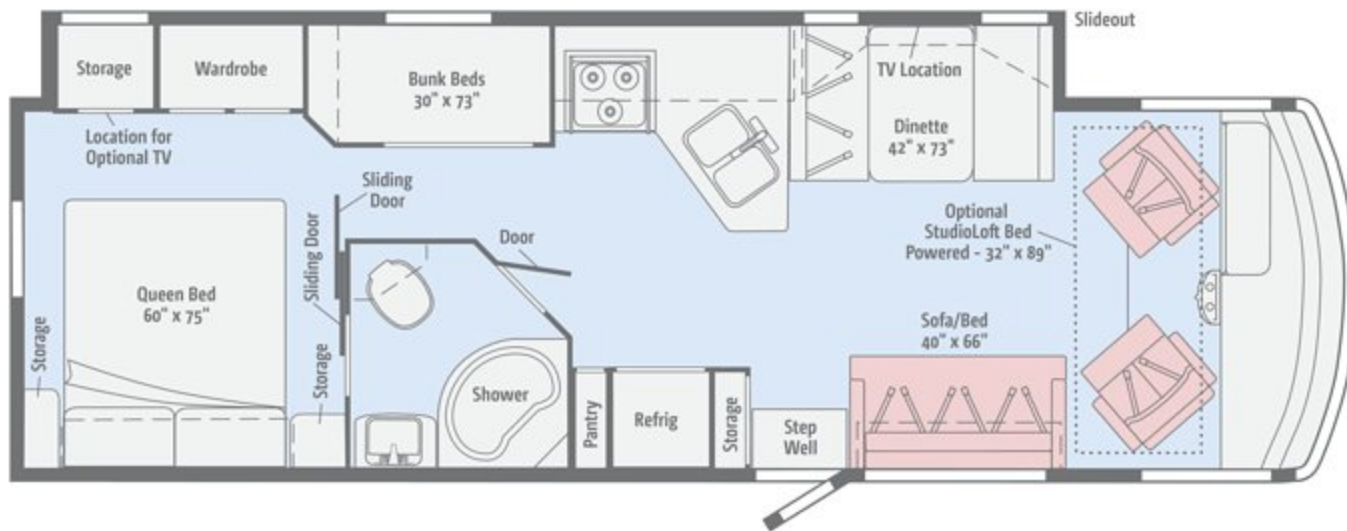 Slideout
Storage
Wardrobe
Bunk Beds
30" x 73"
TV Location
Dinette
42" x 73"
Location for
Optional TV
Sliding
Door
Sliding Door
Door
Optional
StudioLoft Bed
Powered - 32" x 89"
Queen Bed
60" x 75"
Storage
Storage
Shower
Pantry
Refrig
Storage
Step
Well
Sofa/Bed
40" x 66"